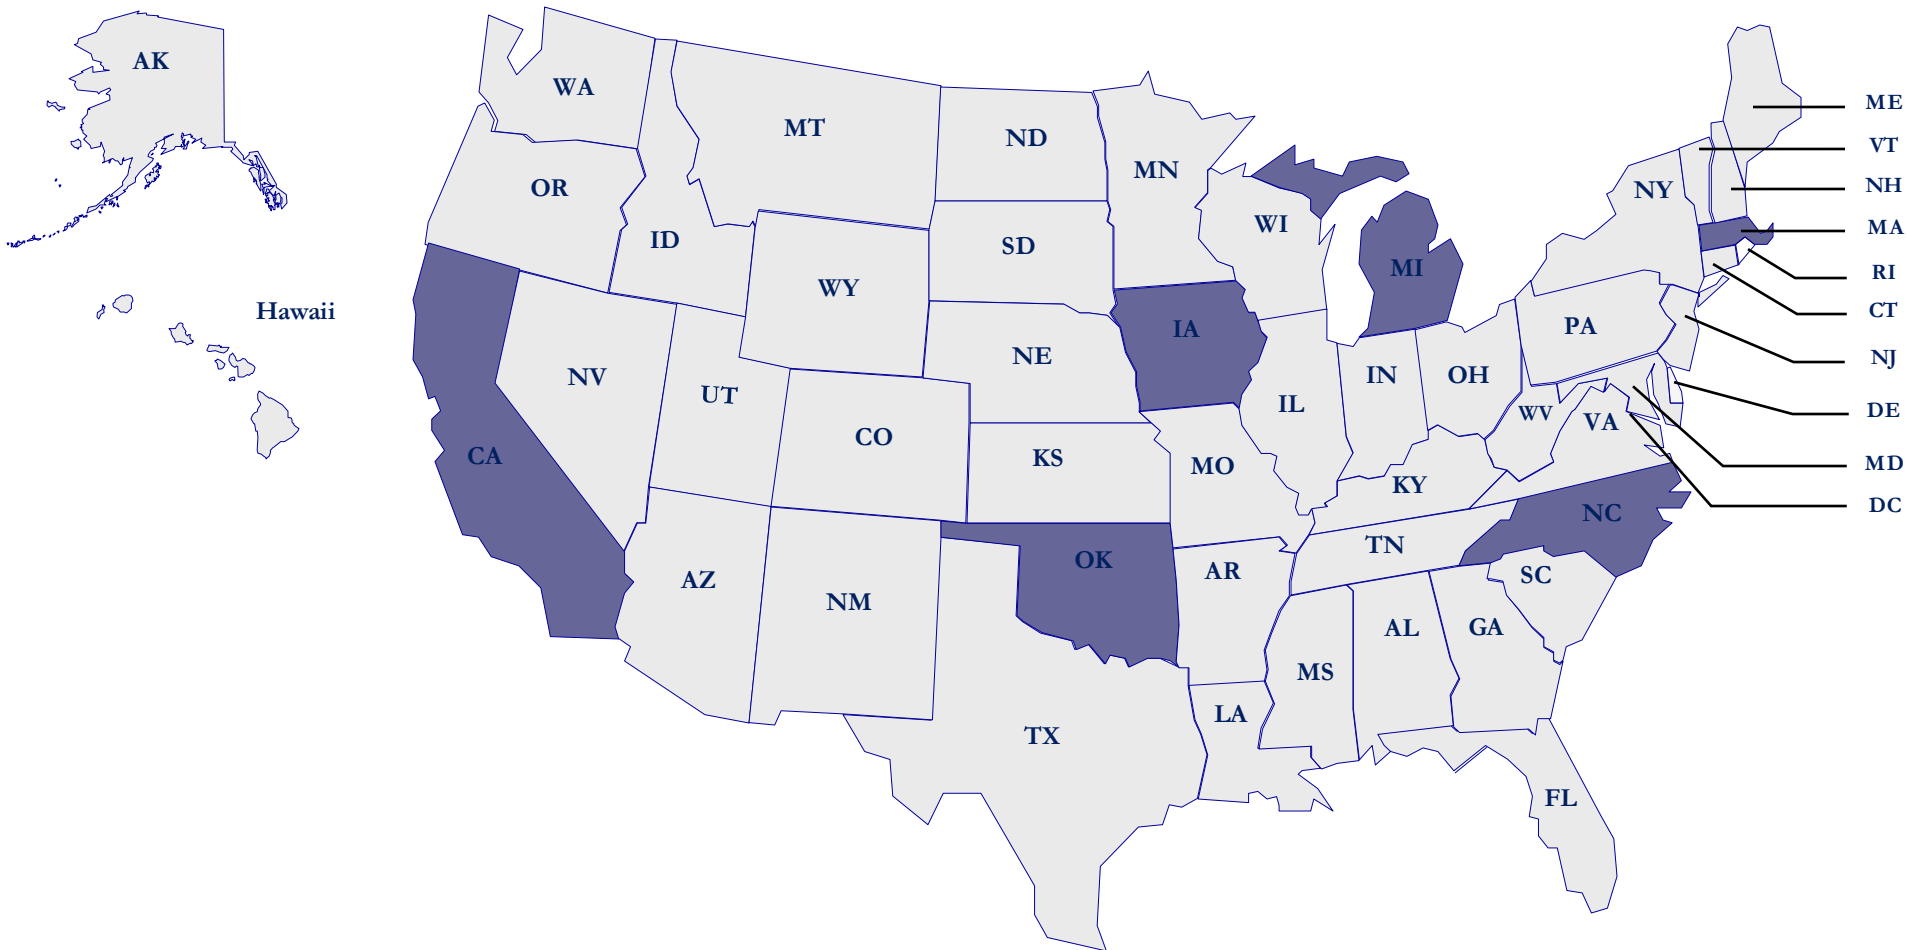 AK
WA
MT
ND
MN
ME
VT
OR
NY
NH
ID
SD
WI
MA
MI
RI
WY
Hawaii
CT
IA
PA
NE
NJ
NV
UT
IN
OH
IL
WV
DE
CO
VA
CA
KS
MO
KY
MD
DC
NC
OK
TN
AZ
AR
SC
NM
AL
GA
MS
LA
TX
FL